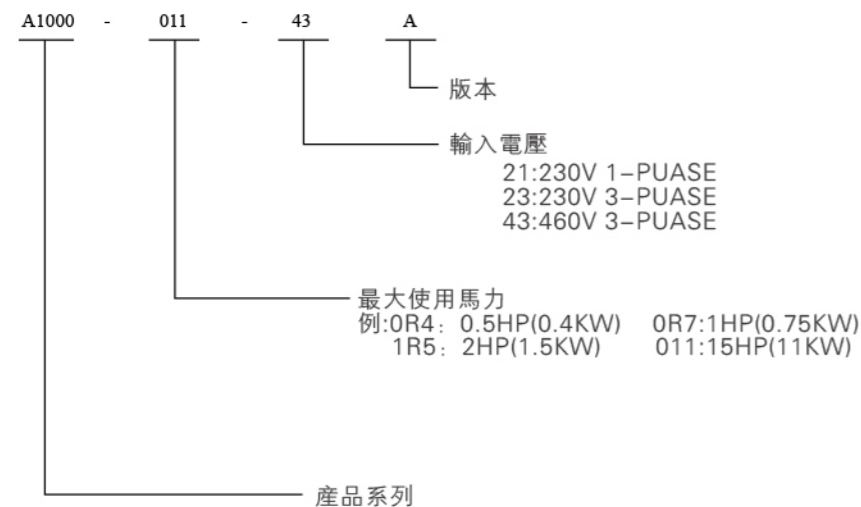 A1000 - 011 - 43 A
版本
輸入電壓
21:230V 1-PUASE
23:230V 3-PUASE
43:460V 3-PUASE
最大使用馬力
例:0R4: 0.5HP(0.4KW) 0R7:1HP(0.75KW)
1R5: 2HP(1.5KW) 011:15HP(11KW)
産品系列